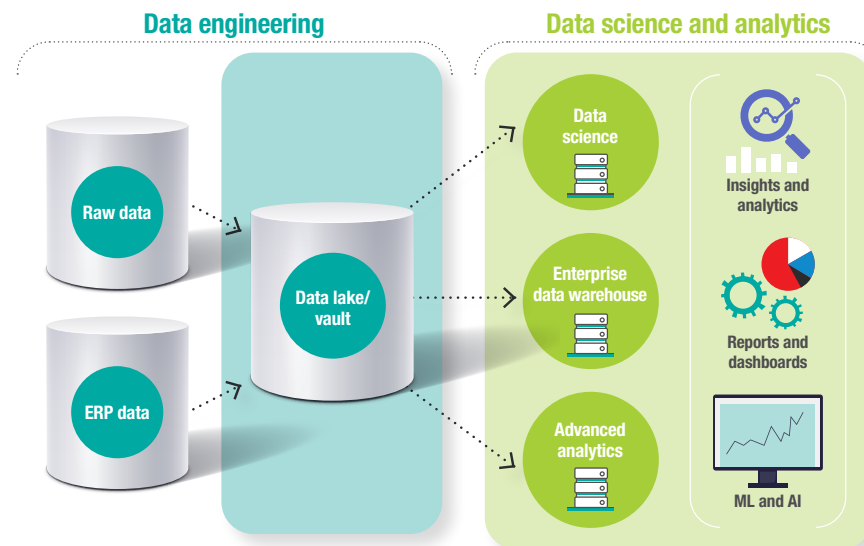 Data engineering
Data science and analytics
Raw data
ERP data
Data lake/
vault
Data
science
Enterprise
data warehouse
Advanced
analytics
Insights and
analytics
Reports and
dashboards
ML and AI